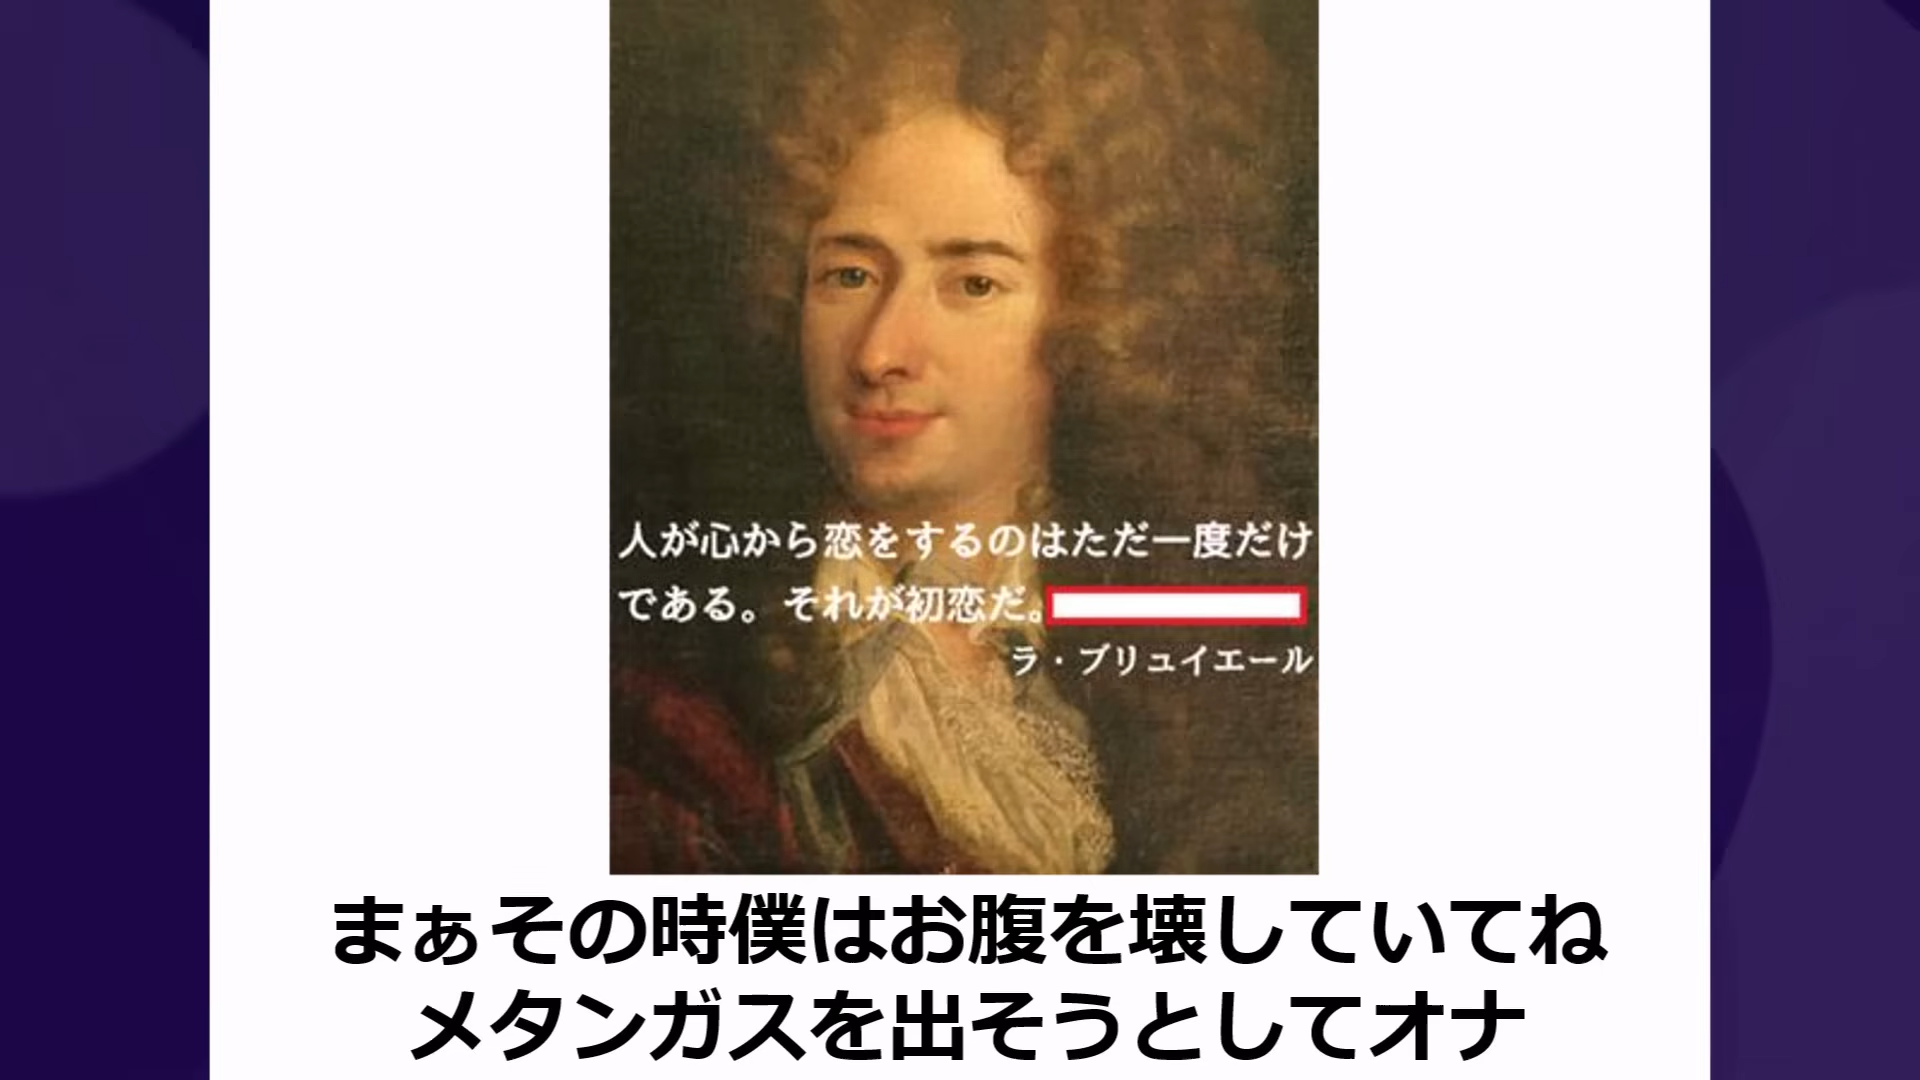 人が心から恋をするのはただ一度だけ
である。それが初恋だ。
ラ・ブリュイエール
まぁその時僕はお腹を壊していてね
メタンガスを出そうとしてオナ